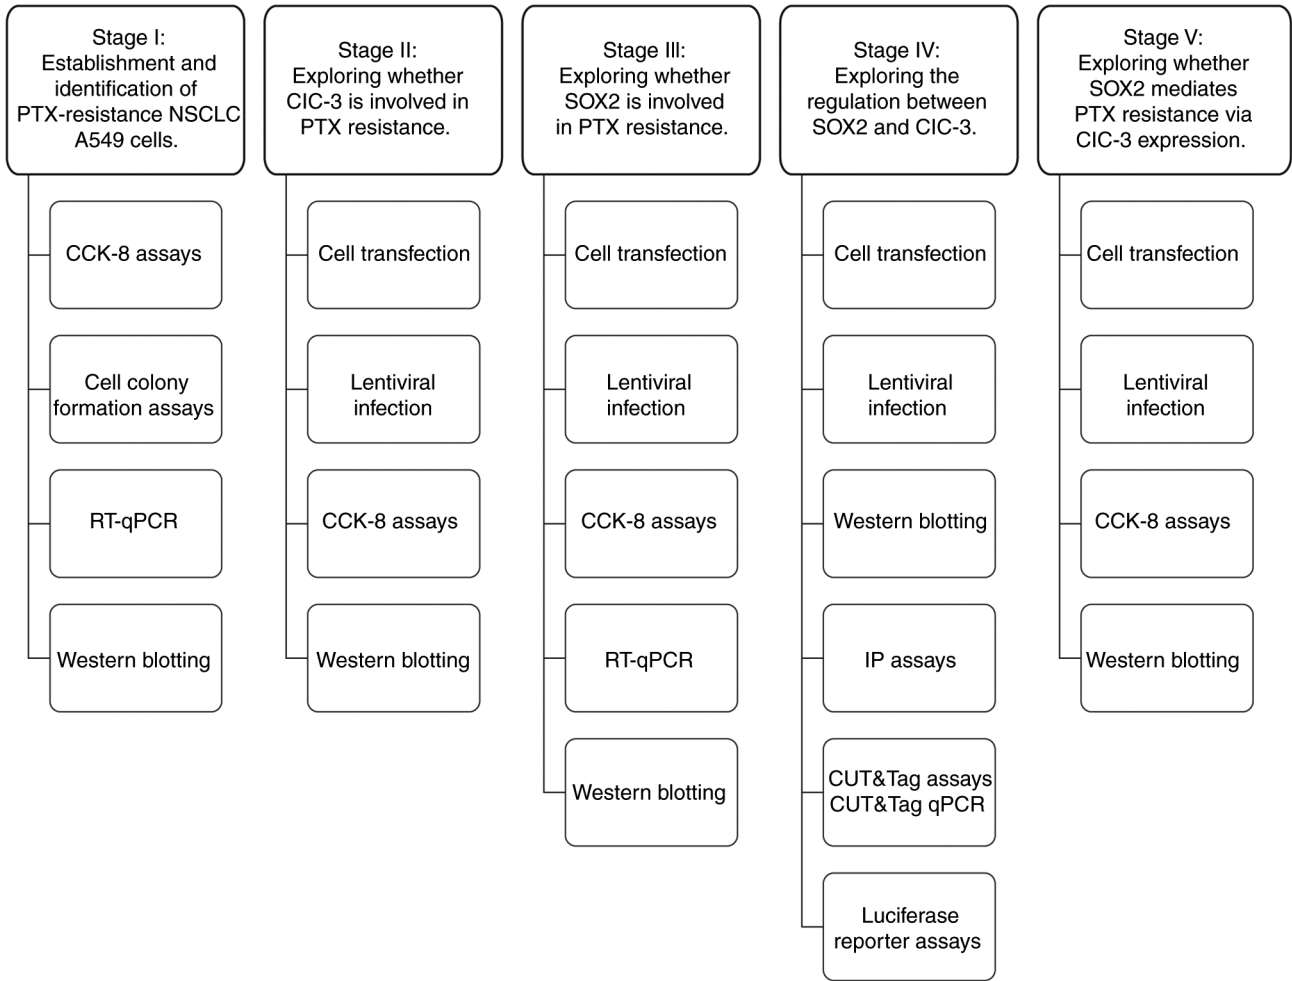 Stage I:
Establishment and
identification of
PTX-resistance NSCLC
A549 cells.
CCK-8 assays
Cell colony
formation assays
RT-qPCR
Western blotting
Stage II:
Exploring whether
CIC-3 is involved in
PTX resistance.
Cell transfection
Lentiviral
infection
CCK-8 assays
Western blotting
Stage III:
Exploring whether
SOX2 is involved
in PTX resistance.
Cell transfection
Lentiviral
infection
CCK-8 assays
RT-qPCR
Western blotting
Stage IV:
Exploring the
regulation between
SOX2 and CIC-3.
Cell transfection
Lentiviral
infection
Western blotting
IP assays
CUT&Tag assays
CUT&Tag qPCR
Luciferase
reporter assays
Stage V:
Exploring whether
SOX2 mediates
PTX resistance via
CIC-3 expression.
Cell transfection
Lentiviral
infection
CCK-8 assays
Western blotting